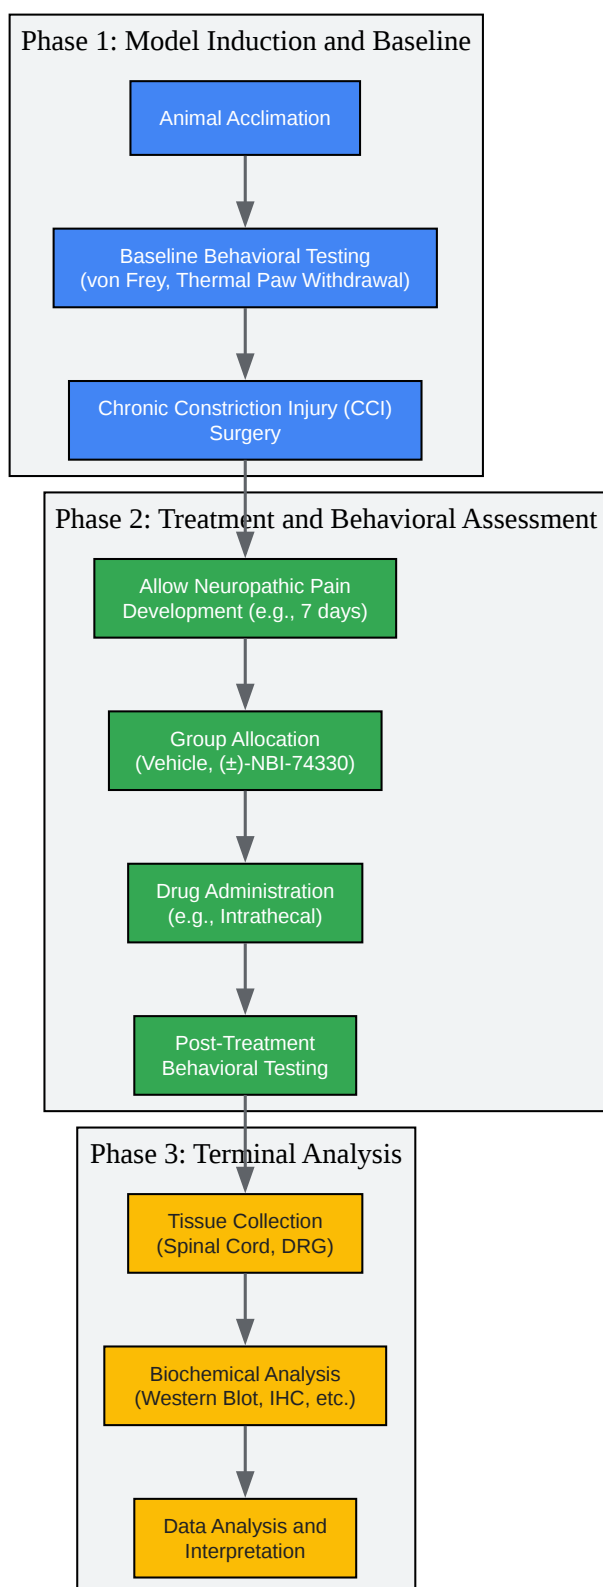 Phase 1: Model Induction and Baseline
Animal Acclimation
Baseline Behavioral Testing
(von Frey, Thermal Paw Withdrawal)
Chronic Constriction Injury (CCI)
Surgery
Phase 2: Treatment and Behavioral Assessment
Allow Neuropathic Pain
Development (e.g., 7 days)
Group Allocation
(Vehicle, (±)-NBI-74330)
Drug Administration
(e.g., Intrathecal)
Post-Treatment
Behavioral Testing
Phase 3: Terminal Analysis
Tissue Collection
(Spinal Cord, DRG)
Biochemical Analysis
(Western Blot, IHC, etc.)
Data Analysis and
Interpretation